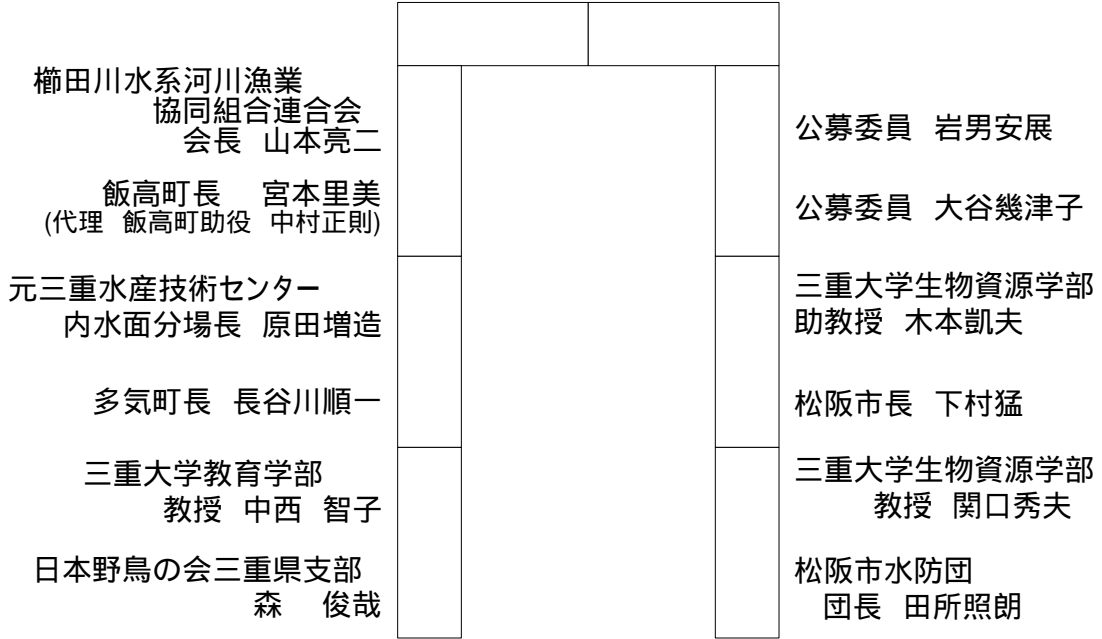 櫛田川水系河川漁業
協同組合連合会
会長 山本亮二
飯高町長 宮本里美
(代理 飯高町助役 中村正則)
元三重水産技術センター
内水面分場長 原田増造
多気町長 長谷川順一
三重大学教育学部
教授 中西 智子
日本野鳥の会三重県支部
森 俊哉
公募委員 岩男安展
公募委員 大谷幾津子
三重大学生物資源学部
助教授 木本凱夫
松阪市長 下村猛
三重大学生物資源学部
教授 関口秀夫
松阪市水防団
団長 田所照朗